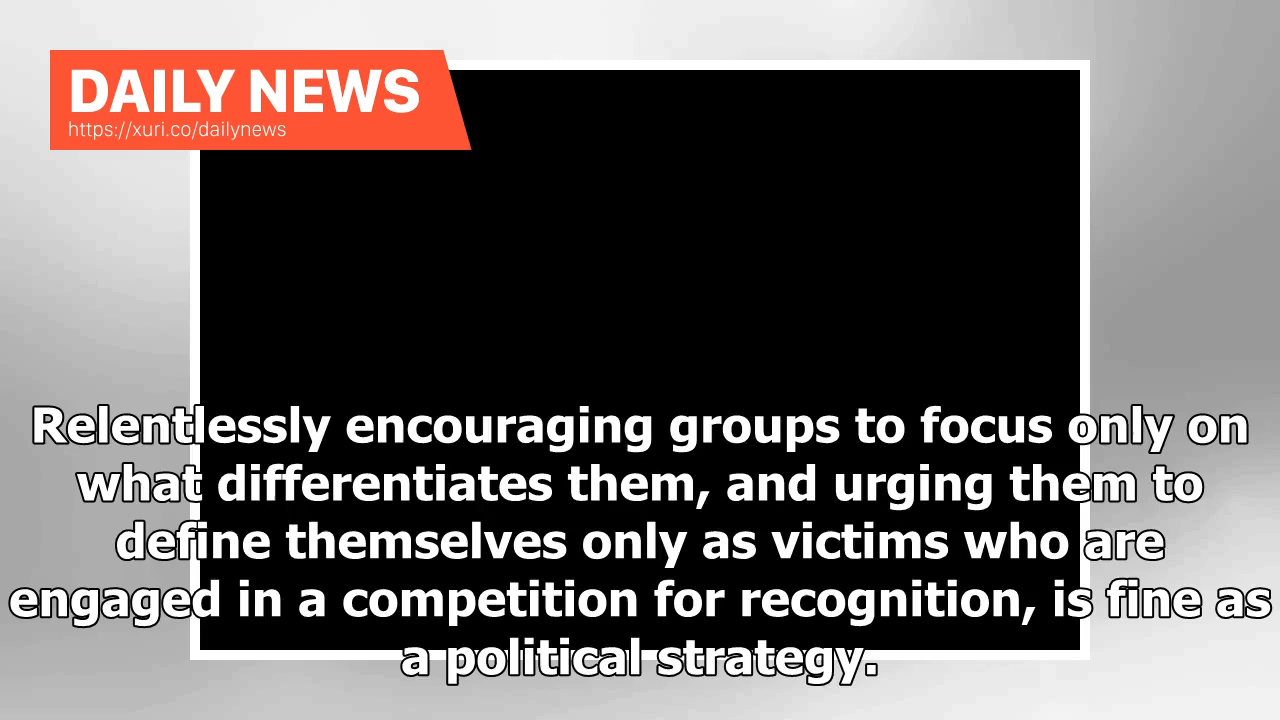 DAILY NEWS
https://xuri.co/dailynews
Relentlessly encouraging groups to focus only on
what differentiates them, and urging them to
define themselves only as victims who are
engaged in a competition for recognition, is fine as
a political strategy.